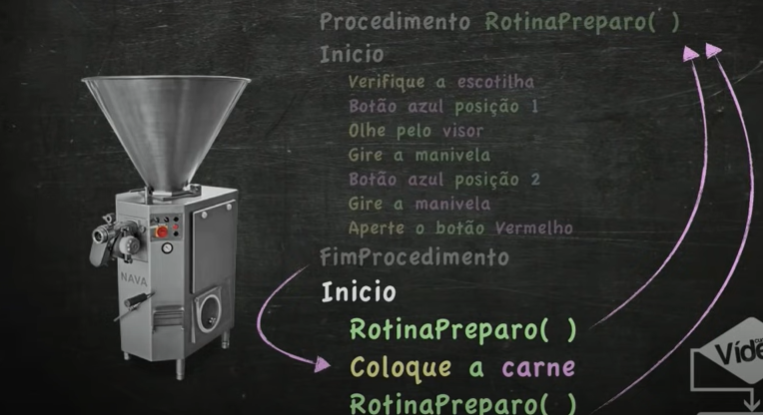 Procedimento RotinaPreparo( )
Inicio
Verifique a escotilha
Botão azul posição 1
Olhe pelo visor
Gire a manivela
Botão azul posição 2
Gire a manivela
Aperte o botão Vermelho
FimProcedimento
Inicio
RotinaPreparo( )
Coloque a carne
RotinaPreparo( )
NAVA